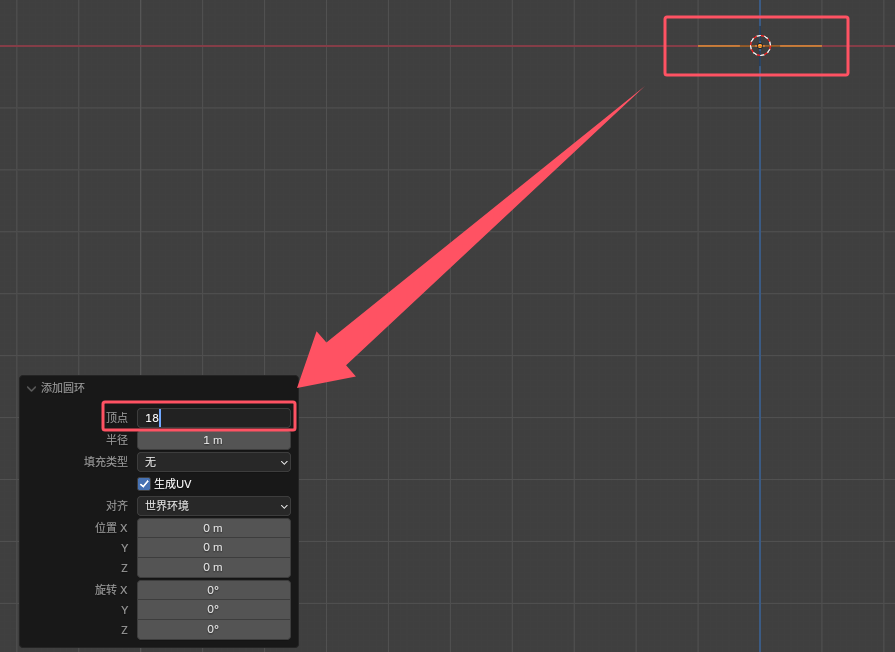 添加圆环
顶点 18
半径 1 m
填充类型 无
生成UV
对齐 世界环境
位置 X 0 m
Y 0 m
Z 0 m
旋转 X 0°
Y 0°
Z 0°